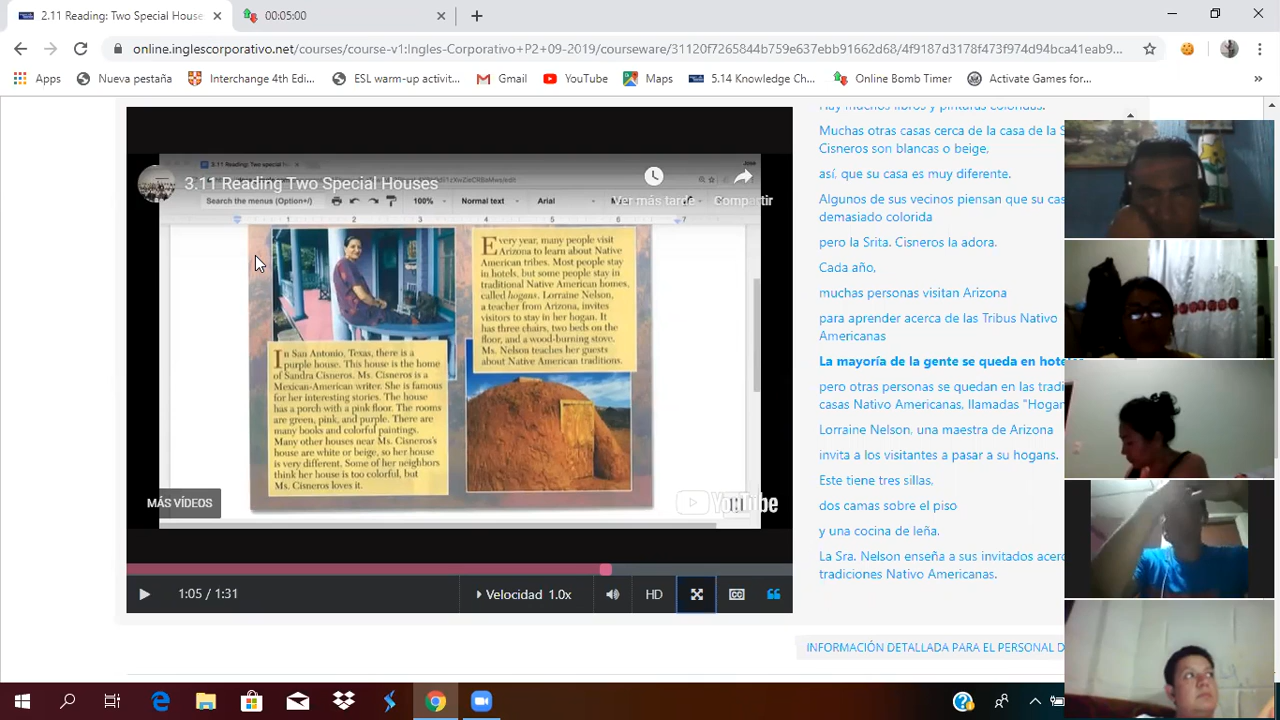 2.11 Reading: Two Special House
00:05:00
online.inglescorporativo.net/courses/course-v1:Ingles-Corporativo+P2+09-2019/courseware/31120f7265844b759e637ebb91662d68/4f9187d3178f473f974d94bca41eab9...
Apps
Nueva pestaña
Interchange 4th Edi...
ESL warm-up activit...
Gmail
YouTube
Maps
5.14 Knowledge Ch...
Online Bomb Timer
Activate Games for...
3.11 Reading Two Special Houses
Ver más tarde
Compartir
Search the menus (Option+/)
100%
Normal text
Arial
In San Antonio, Texas, there is a
purple house. This house is the home
of Sandra Cisneros. Ms. Cisneros is a
Mexican-American writer. She is famous
for her interesting stories. The house
has a porch with a pink floor. The rooms
are green, pink, and purple. There are
many books and colorful paintings.
Many other houses near Ms. Cisneros's
house are white or beige, so her house
is very different. Some of her neighbors
think her house is too colorful, but
Ms. Cisneros loves it.
Every year, many people visit
Arizona to learn about Native
American tribes. Most people stay
in hotels, but some people stay in
traditional Native American homes,
called hogans. Lorraine Nelson,
a teacher from Arizona, invites
visitors to stay in her hogan. It
has three chairs, two beds on the
floor, and a wood-burning stove.
Ms. Nelson teaches her guests
about Native American traditions.
MÁS VÍDEOS
YouTube
1:05 / 1:31
Velocidad 1.0x
HD
CC
Hay muchos libros y pinturas coloridas.
Muchas otras casas cerca de la casa de la S
Cisneros son blancas o beige,
así. que su casa es muy diferente.
Algunos de sus vecinos piensan que su cas
demasiado colorida
pero la Srita. Cisneros la adora.
Cada año,
muchas personas visitan Arizona
para aprender acerca de las Tribus Nativo
Americanas
La mayoría de la gente se queda en hoteles
pero otras personas se quedan en las tradi
casas Nativo Americanas, llamadas "Hogan
Lorraine Nelson, una maestra de Arizona
invita a los visitantes a pasar a su hogans.
Este tiene tres sillas,
dos camas sobre el piso
y una cocina de leña.
La Sra. Nelson enseña a sus invitados acerc
tradiciones Nativo Americanas.
INFORMACIÓN DETALLADA PARA EL PERSONAL D